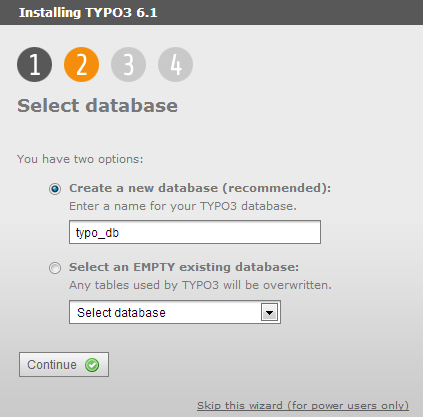 Installing TYPO3 6.1
1 2 3 4
Select database
You have two options:
Create a new database (recommended):
Enter a name for your TYPO3 database.
typo_db
Select an EMPTY existing database:
Any tables used by TYPO3 will be overwritten.
Select database
Continue
Skip this wizard (for power users only)